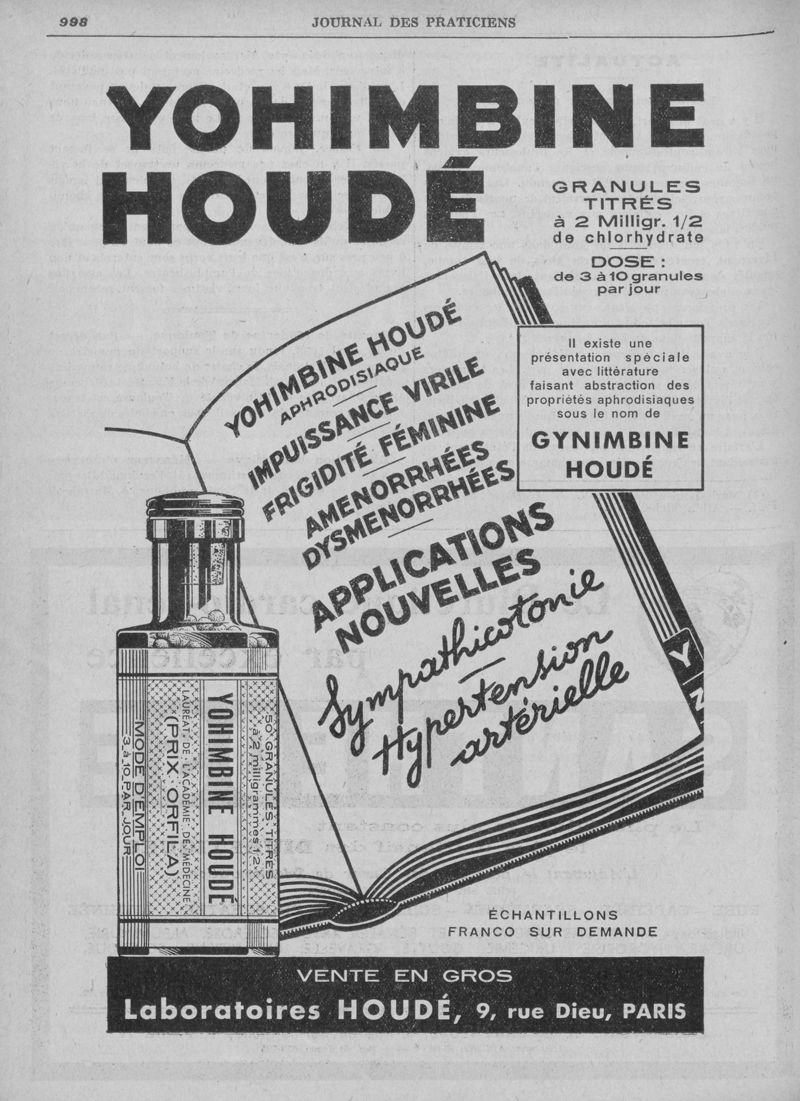 998
JOURNAL DES PRATICIENS
YOHIMBINE
HOUDÉ
GRANULES
TITRÉS
à 2 Milligr. 1/2
de chlorhydrate
DOSE :
de 3 à 10 granules
par jour
YOHIMBINE HOUDÉ
APHRODISIAQUE
IMPUISSANCE VIRILE
FRIGIDITÉ FÉMININE
AMENORRHÉES
DYSMENORRHÉES
APPLICATIONS
NOUVELLES
Sympathicotonie
Hypertension
artérielle
Il existe une
présentation spéciale
avec littérature
faisant abstraction des
propriétés aphrodisiaques
sous le nom de
GYNIMBINE
HOUDÉ
Y
N
50 GRANULES TITRÉS
à 2 milligrammes 1/2
YOHIMBINE HOUDÉ
LAURÉAT DE L'ACADÉMIE DE MÉDECINE
(PRIX ORFILA)
MODE D'EMPLOI
3 à 10 PAR JOUR
ÉCHANTILLONS
FRANCO SUR DEMANDE
VENTE EN GROS
Laboratoires HOUDÉ, 9, rue Dieu, PARIS